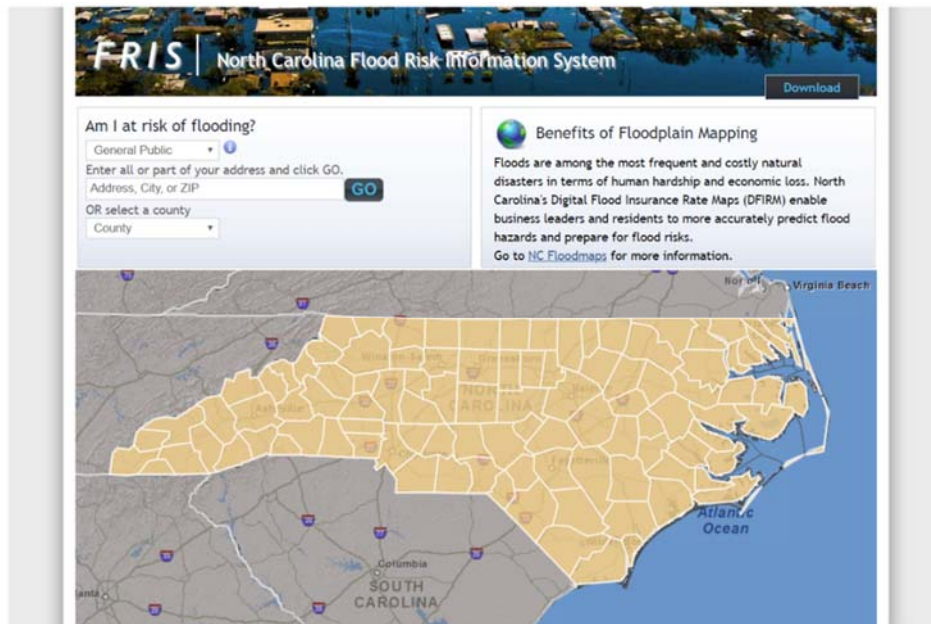 FRIS North Carolina Flood Risk Information System
Download
Am I at risk of flooding?
General Public
Enter all or part of your address and click GO.
Address, City, or ZIP
GO
OR select a county
County
Benefits of Floodplain Mapping
Floods are among the most frequent and costly natural
disasters in terms of human hardship and economic loss. North
Carolina's Digital Flood Insurance Rate Maps (DFIRM) enable
business leaders and residents to more accurately predict flood
hazards and prepare for flood risks.
Go to NC Floodmaps for more information.
Virginia Beach
Winston-Salem
Greensboro
NORTH
CAROLINA
Raleigh
Asheville
Charlotte
Fayetteville
Atlantic
Ocean
Columbia
SOUTH
CAROLINA